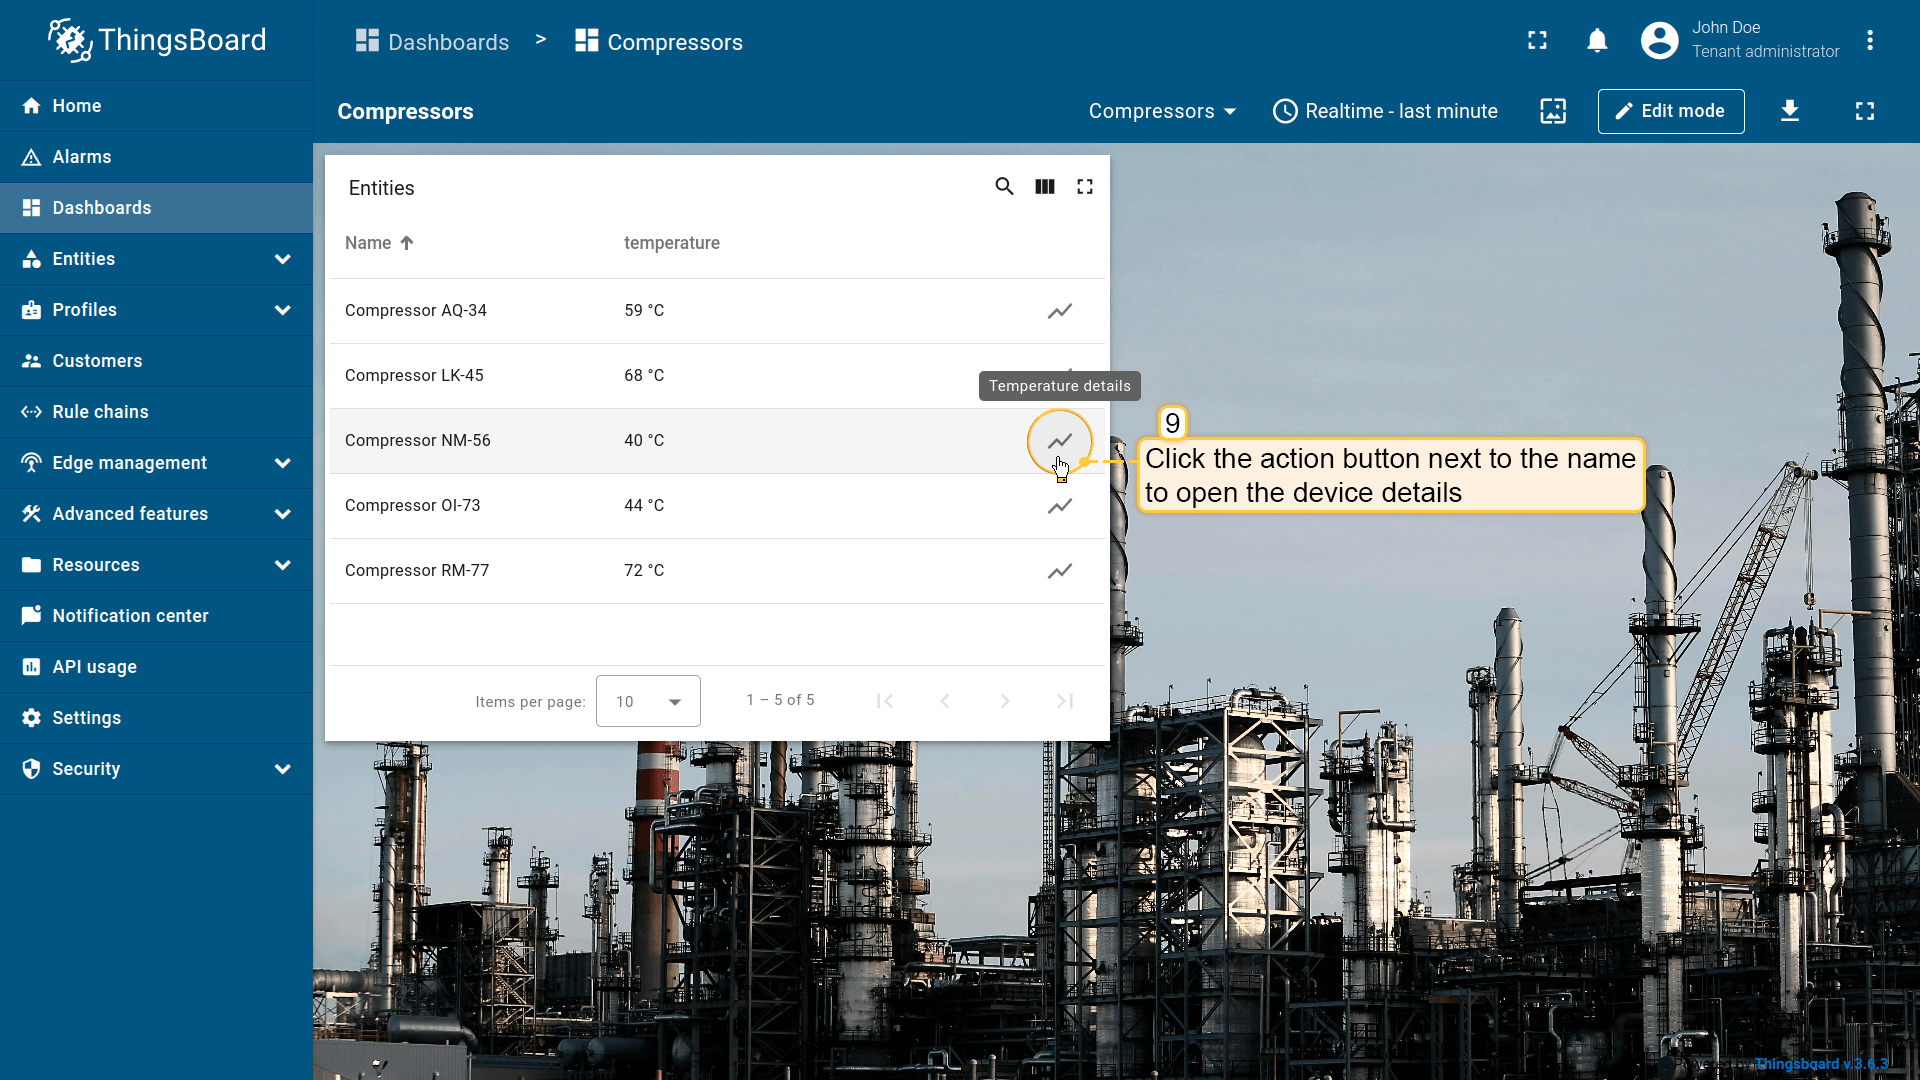 ThingsBoard
Dashboards > Compressors
John Doe
Tenant administrator
Home
Alarms
Dashboards
Entities
Profiles
Customers
Rule chains
Edge management
Advanced features
Resources
Notification center
API usage
Settings
Security
Compressors
Compressors
Realtime - last minute
Edit mode
Entities
Name temperature
Compressor AQ-34 59 °C
Compressor LK-45 68 °C
Temperature details
Compressor NM-56 40 °C
Compressor OI-73 44 °C
Compressor RM-77 72 °C
9
Click the action button next to the name
to open the device details
Items per page: 10 1 – 5 of 5
Powered by Thingsboard v.3.6.3